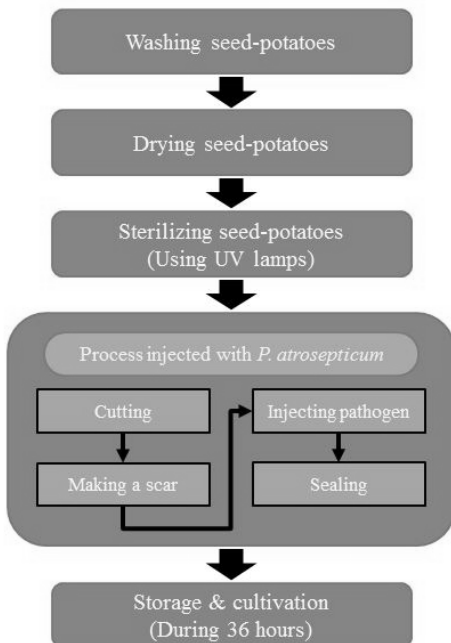 Washing seed-potatoes
Drying seed-potatoes
Sterilizing seed-potatoes
(Using UV lamps)
Process injected with P. atrosepticum
Cutting
Making a scar
Injecting pathogen
Sealing
Storage & cultivation
(During 36 hours)